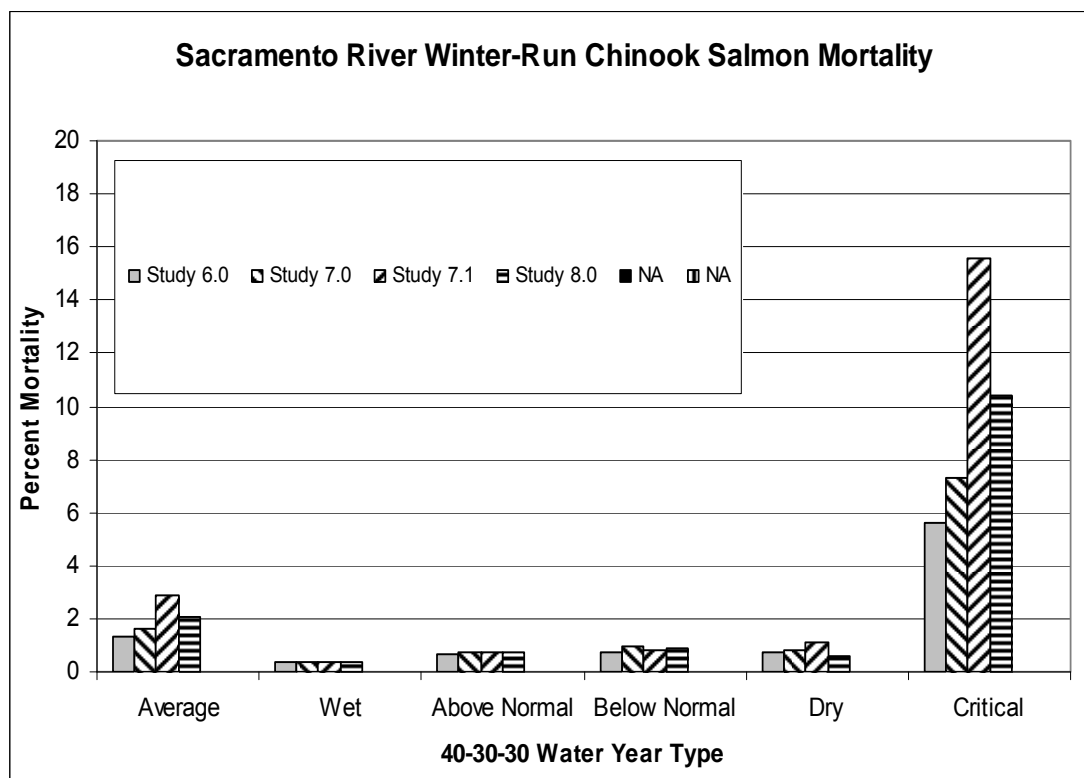 Sacramento River Winter-Run Chinook Salmon Mortality
20
18
16
14
12
10
8
6
4
2
0
Percent Mortality
Study 6.0 Study 7.0 Study 7.1 Study 8.0 NA NA
Average Wet Above Normal Below Normal Dry Critical
40-30-30 Water Year Type